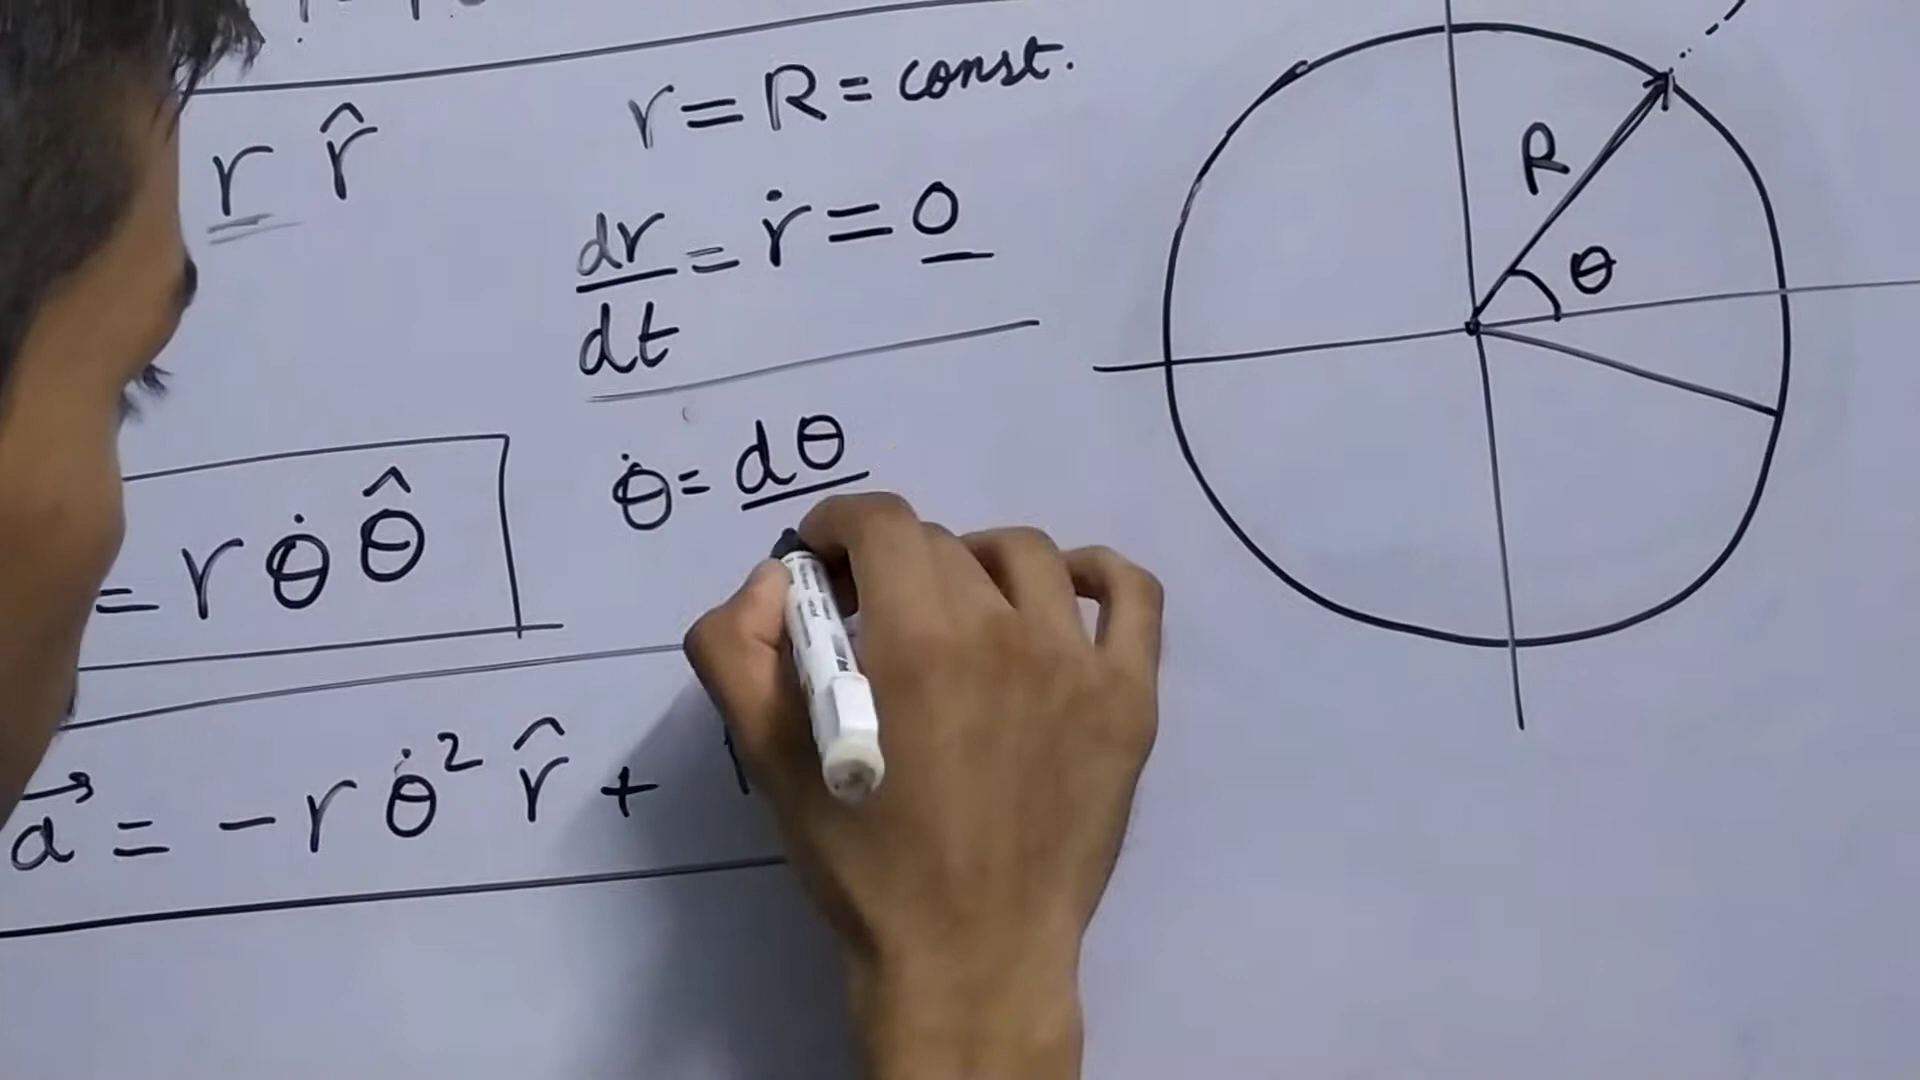 r r̂
r = R = const.
dr/dt = ṙ = 0
θ̇ = dθ
= r θ̇ θ̂
a⃗ = - r θ̇² r̂ +
R
θ